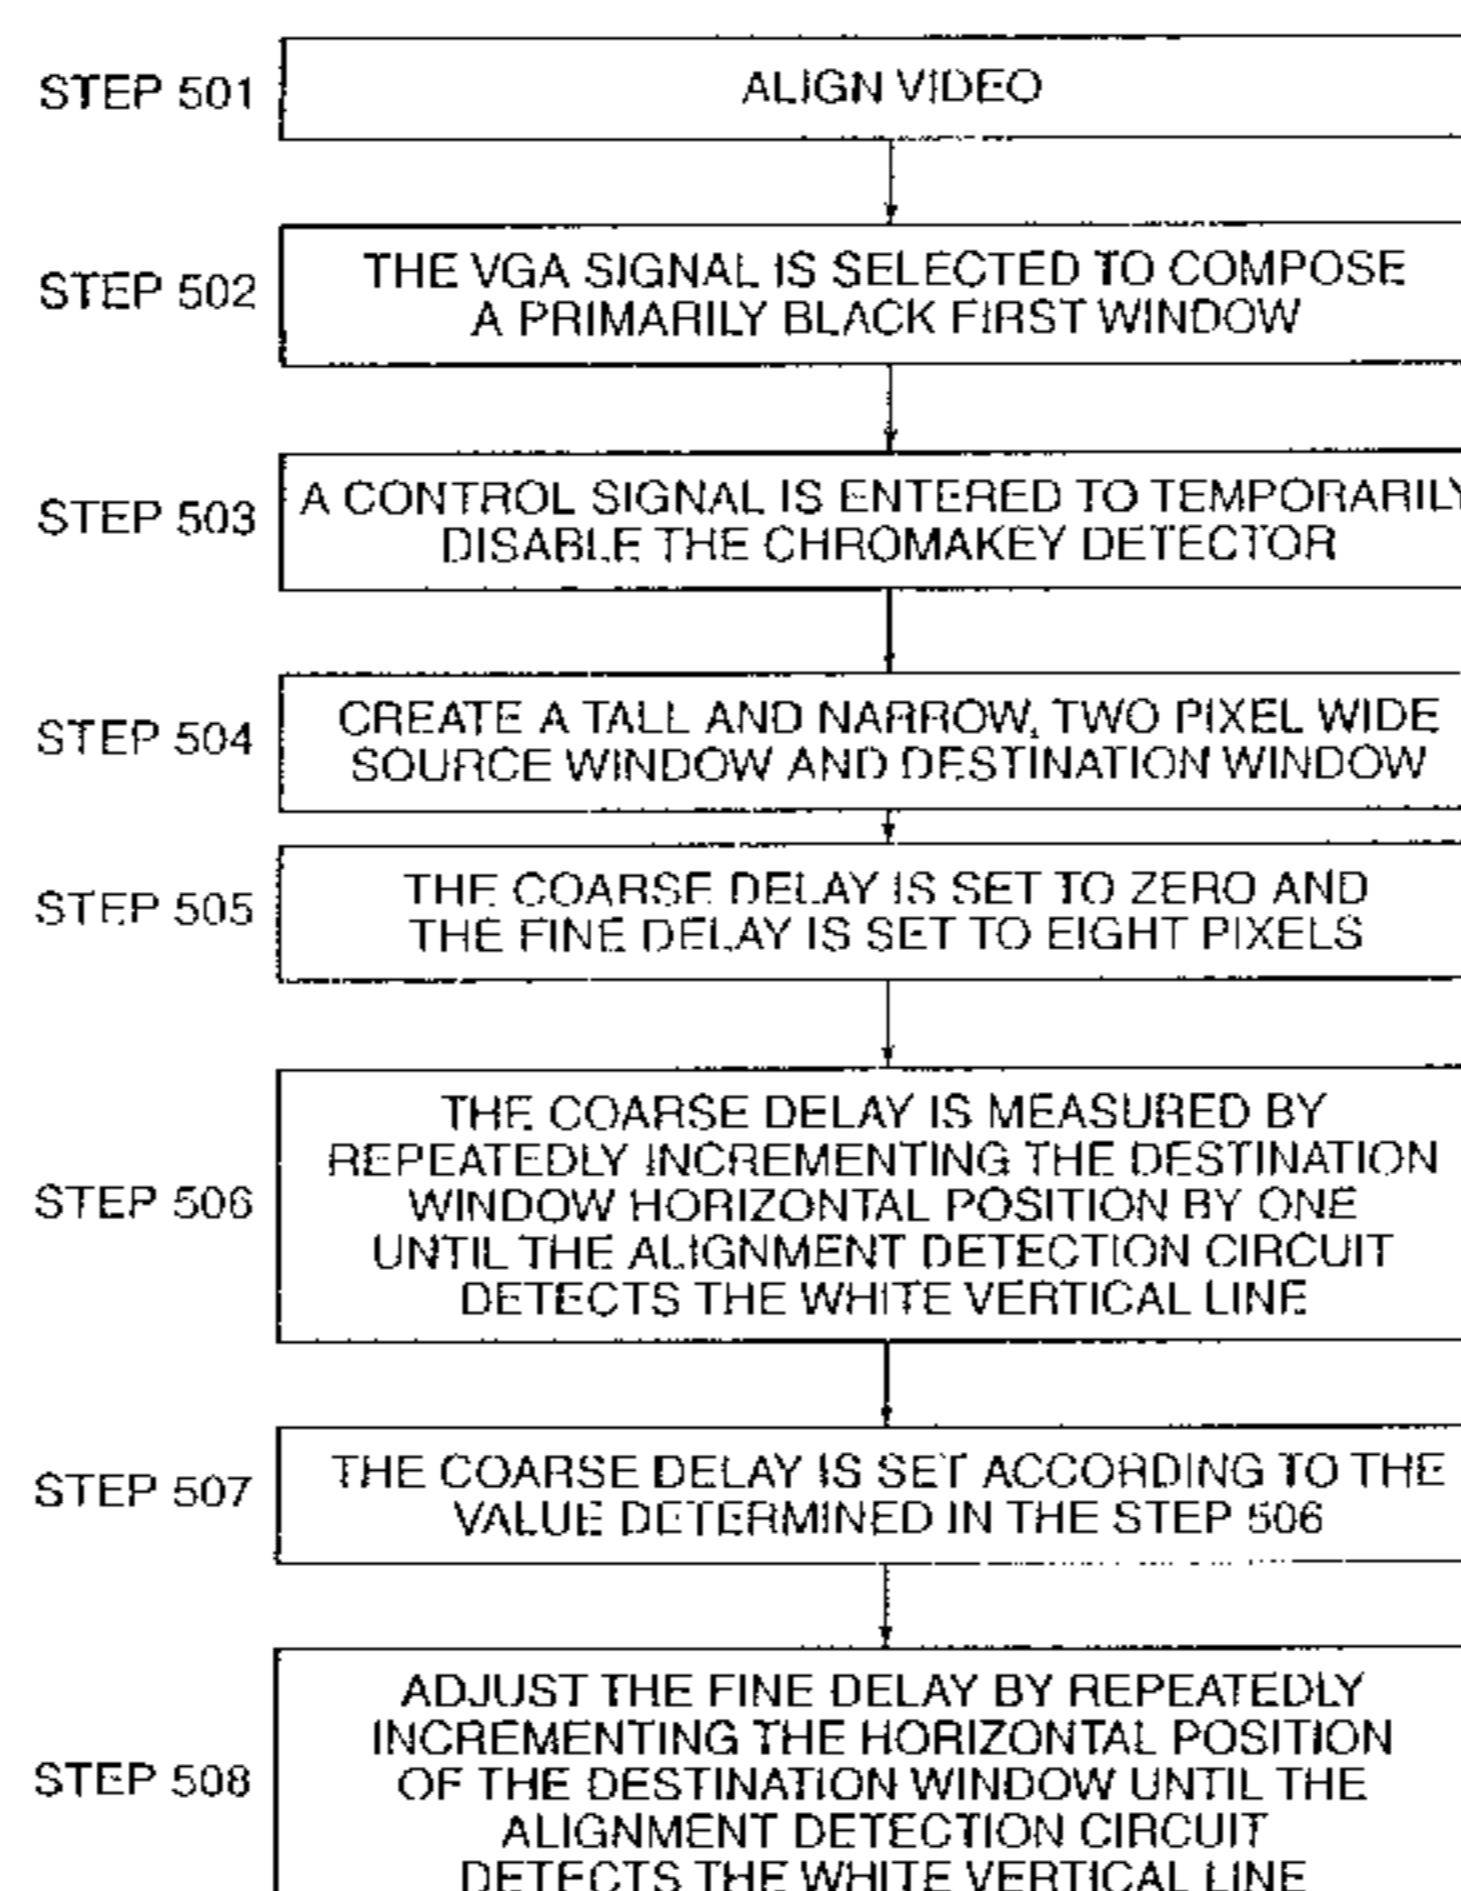 STEP 501
ALIGN VIDEO
STEP 502
THE VGA SIGNAL IS SELECTED TO COMPOSE
A PRIMARILY BLACK FIRST WINDOW
STEP 503
A CONTROL SIGNAL IS ENTERED TO TEMPORARILY
DISABLE THE CHROMAKEY DETECTOR
STEP 504
CREATE A TALL AND NARROW, TWO PIXEL WIDE
SOURCE WINDOW AND DESTINATION WINDOW
STEP 505
THE COARSE DELAY IS SET TO ZERO AND
THE FINE DELAY IS SET TO EIGHT PIXELS
STEP 506
THE COARSE DELAY IS MEASURED BY
REPEATEDLY INCREMENTING THE DESTINATION
WINDOW HORIZONTAL POSITION BY ONE
UNTIL THE ALIGNMENT DETECTION CIRCUIT
DETECTS THE WHITE VERTICAL LINE
STEP 507
THE COARSE DELAY IS SET ACCORDING TO THE
VALUE DETERMINED IN THE STEP 506
STEP 508
ADJUST THE FINE DELAY BY REPEATEDLY
INCREMENTING THE HORIZONTAL POSITION
OF THE DESTINATION WINDOW UNTIL THE
ALIGNMENT DETECTION CIRCUIT
DETECTS THE WHITE VERTICAL LINE